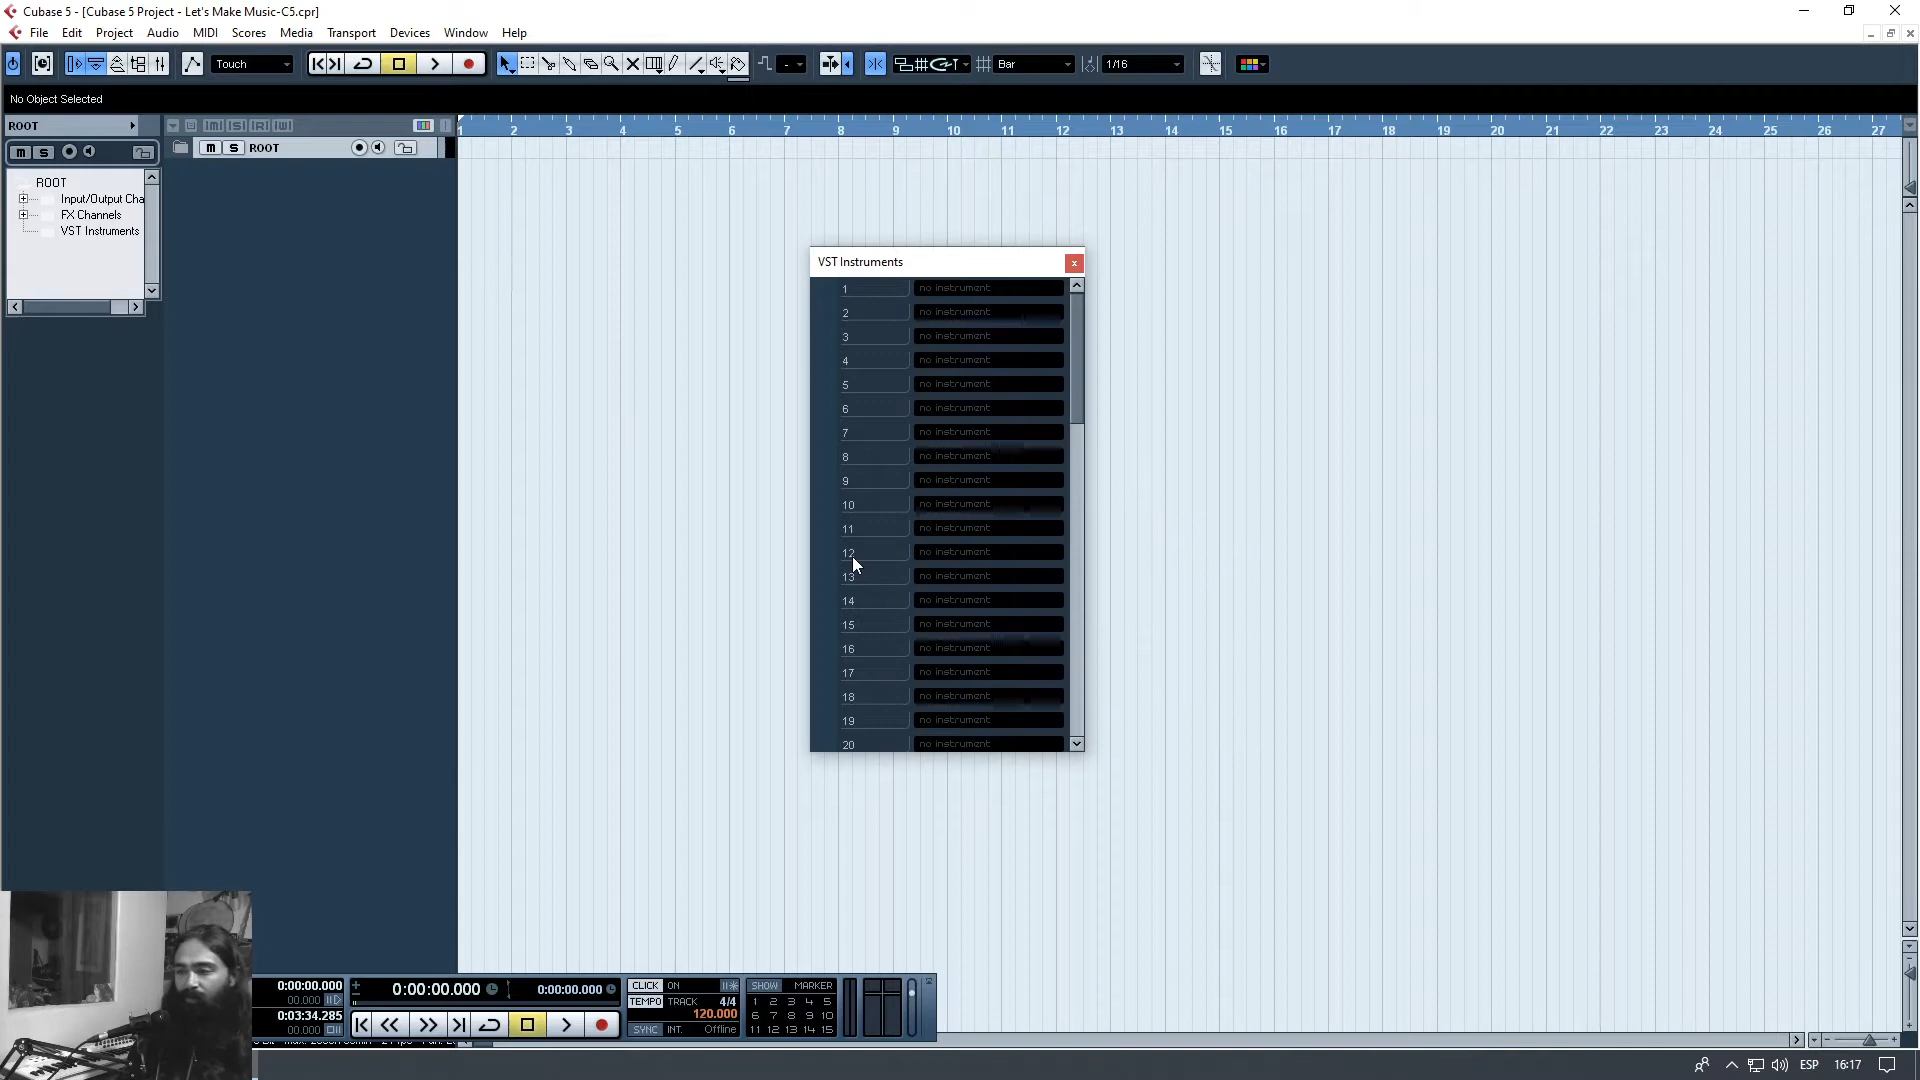 Cubase 5 - [Cubase 5 Project - Let's Make Music-C5.cpr]
File Edit Project Audio MIDI Scores Media Transport Devices Window Help
Touch - Bar 1/16
No Object Selected
ROOT
1 2 3 4 5 6 7 8 9 10 11 12 13 14 15 16 17 18 19 20 21 22 23 24 25 26 27
m S
m S ROOT
ROOT
Input/Output Cha
FX Channels
VST Instruments
VST Instruments
1 no instrument
2 no instrument
3 no instrument
4 no instrument
5 no instrument
6 no instrument
7 no instrument
8 no instrument
9 no instrument
10 no instrument
11 no instrument
12 no instrument
13 no instrument
14 no instrument
15 no instrument
16 no instrument
17 no instrument
18 no instrument
19 no instrument
20 no instrument
0:00:00.000
00.000
0:03:34.285
00.000
0:00:00.000 0:00:00.000
CLICK ON
TEMPO TRACK 4/4
120.000
SYNC INT. Offline
SHOW MARKER
1 2 3 4 5
6 7 8 9 10
11 12 13 14 15
ESP 16:17